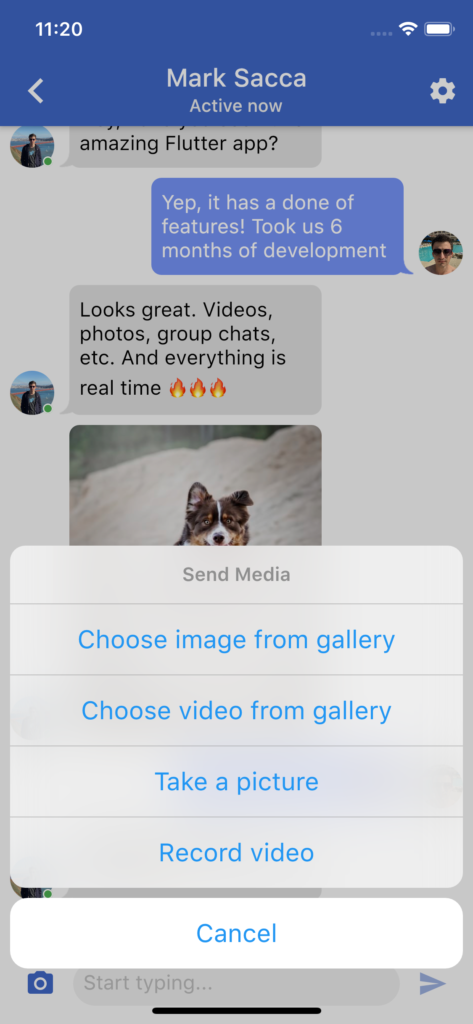 11:20
Mark Sacca
Active now
amazing Flutter app?
Yep, it has a done of
features! Took us 6
months of development
Looks great. Videos,
photos, group chats,
etc. And everything is
real time 🔥🔥🔥
Send Media
Choose image from gallery
Choose video from gallery
Take a picture
Record video
Cancel
Start typing...